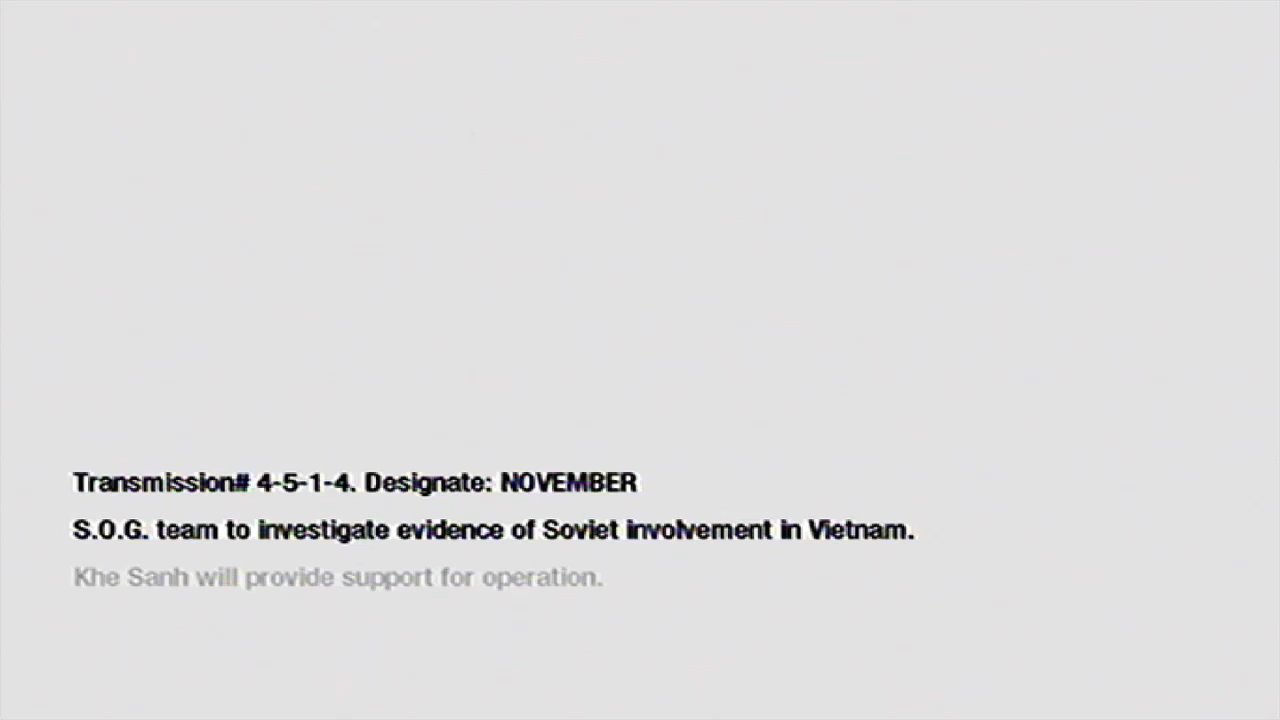 Transmission# 4-5-1-4. Designate: NOVEMBER
S.O.G. team to investigate evidence of Soviet involvement in Vietnam.
Khe Sanh will provide support for operation.